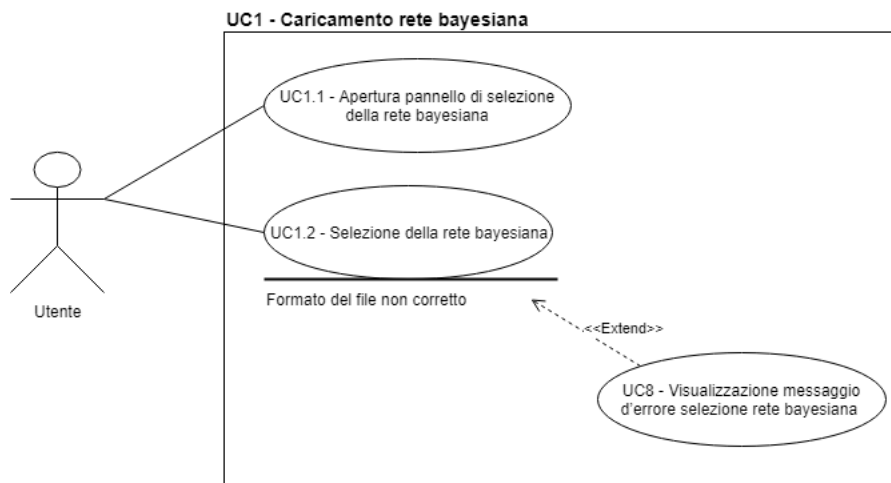 UC1 - Caricamento rete bayesiana
UC1.1 - Apertura pannello di selezione
della rete bayesiana
UC1.2 - Selezione della rete bayesiana
Formato del file non corretto
Utente
<<Extend>>
UC8 - Visualizzazione messaggio
d'errore selezione rete bayesiana